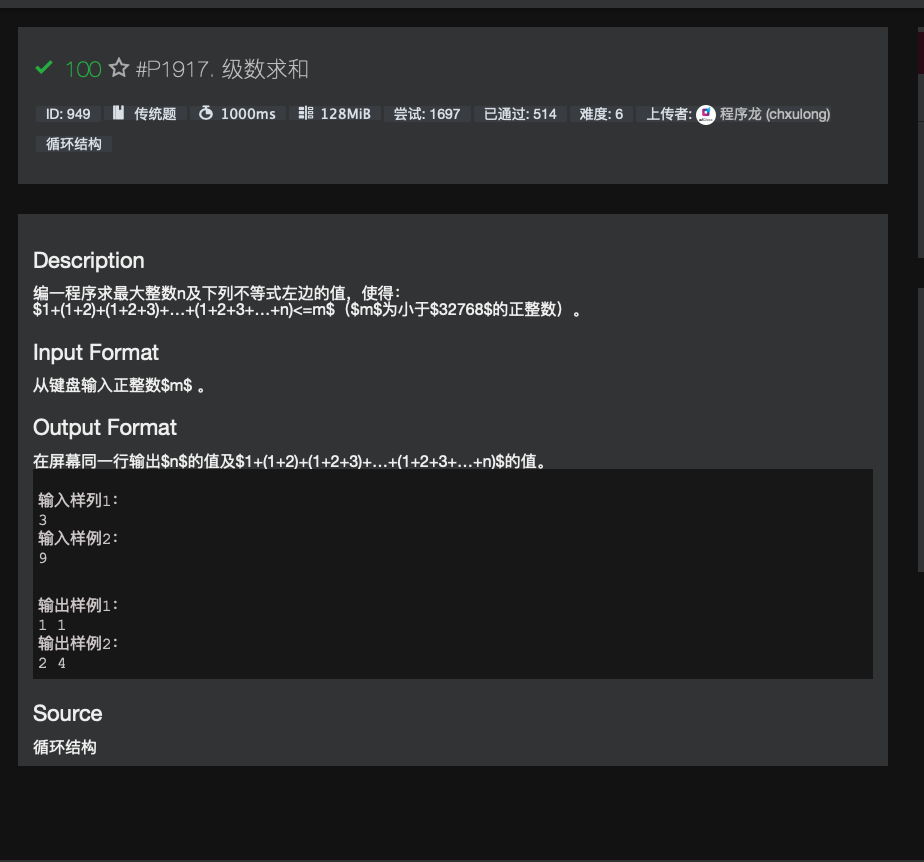 100 #P1917. 级数求和
ID: 949 传统题 1000ms 128MiB 尝试: 1697 已通过: 514 难度: 6 上传者: 程序龙 (chxulong)
循环结构
Description
编一程序求最大整数n及下列不等式左边的值，使得：
$1+(1+2)+(1+2+3)+…+(1+2+3+…+n)<=m$（$m$为小于$32768$的正整数）。
Input Format
从键盘输入正整数$m$ 。
Output Format
在屏幕同一行输出$n$的值及$1+(1+2)+(1+2+3)+…+(1+2+3+…+n)$的值。
输入样列1：
3
输入样例2：
9
输出样例1：
1 1
输出样例2：
2 4
Source
循环结构